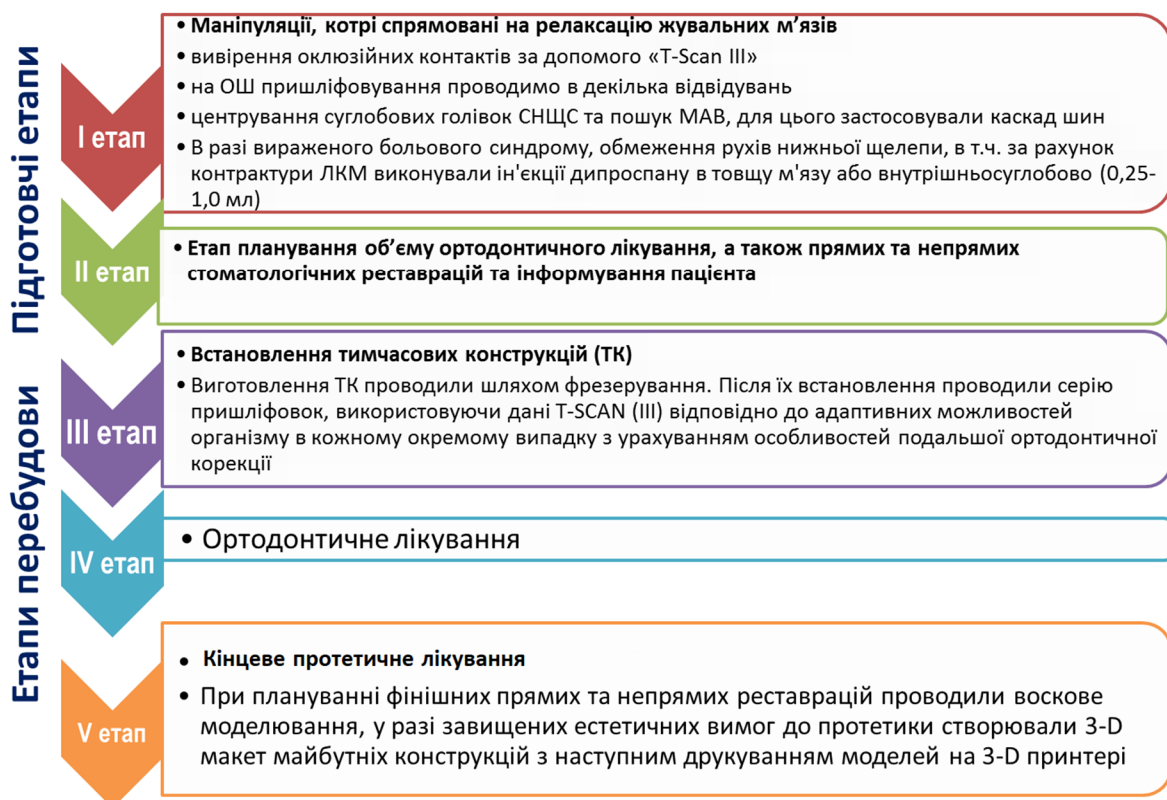 Підготовчі етапи
I етап
• Маніпуляції, котрі спрямовані на релаксацію жувальних м’язів
• вивірення оклюзійних контактів за допомого «T-Scan III»
• на ОШ пришліфовування проводимо в декілька відвідувань
• центрування суглобових голівок СНЩС та пошук МАВ, для цього застосовували каскад шин
• В разі вираженого больового синдрому, обмеження рухів нижньої щелепи, в т.ч. за рахунок
контрактури ЛКМ виконували ін'єкції дипроспану в товщу м'язу або внутрішньосуглобово (0,25-
1,0 мл)
II етап
• Етап планування об’єму ортодонтичного лікування, а також прямих та непрямих
стоматологічних реставрацій та інформування пацієнта
Етапи перебудови
III етап
• Встановлення тимчасових конструкцій (ТК)
• Виготовлення ТК проводили шляхом фрезерування. Після їх встановлення проводили серію
пришліфовок, використовуючи дані T-SCAN (III) відповідно до адаптивних можливостей
організму в кожному окремому випадку з урахуванням особливостей подальшої ортодонтичної
корекції
IV етап
• Ортодонтичне лікування
V етап
• Кінцеве протетичне лікування
• При плануванні фінішних прямих та непрямих реставрацій проводили воскове
моделювання, у разі завищених естетичних вимог до протетики створювали 3-D
макет майбутніх конструкцій з наступним друкуванням моделей на 3-D принтері